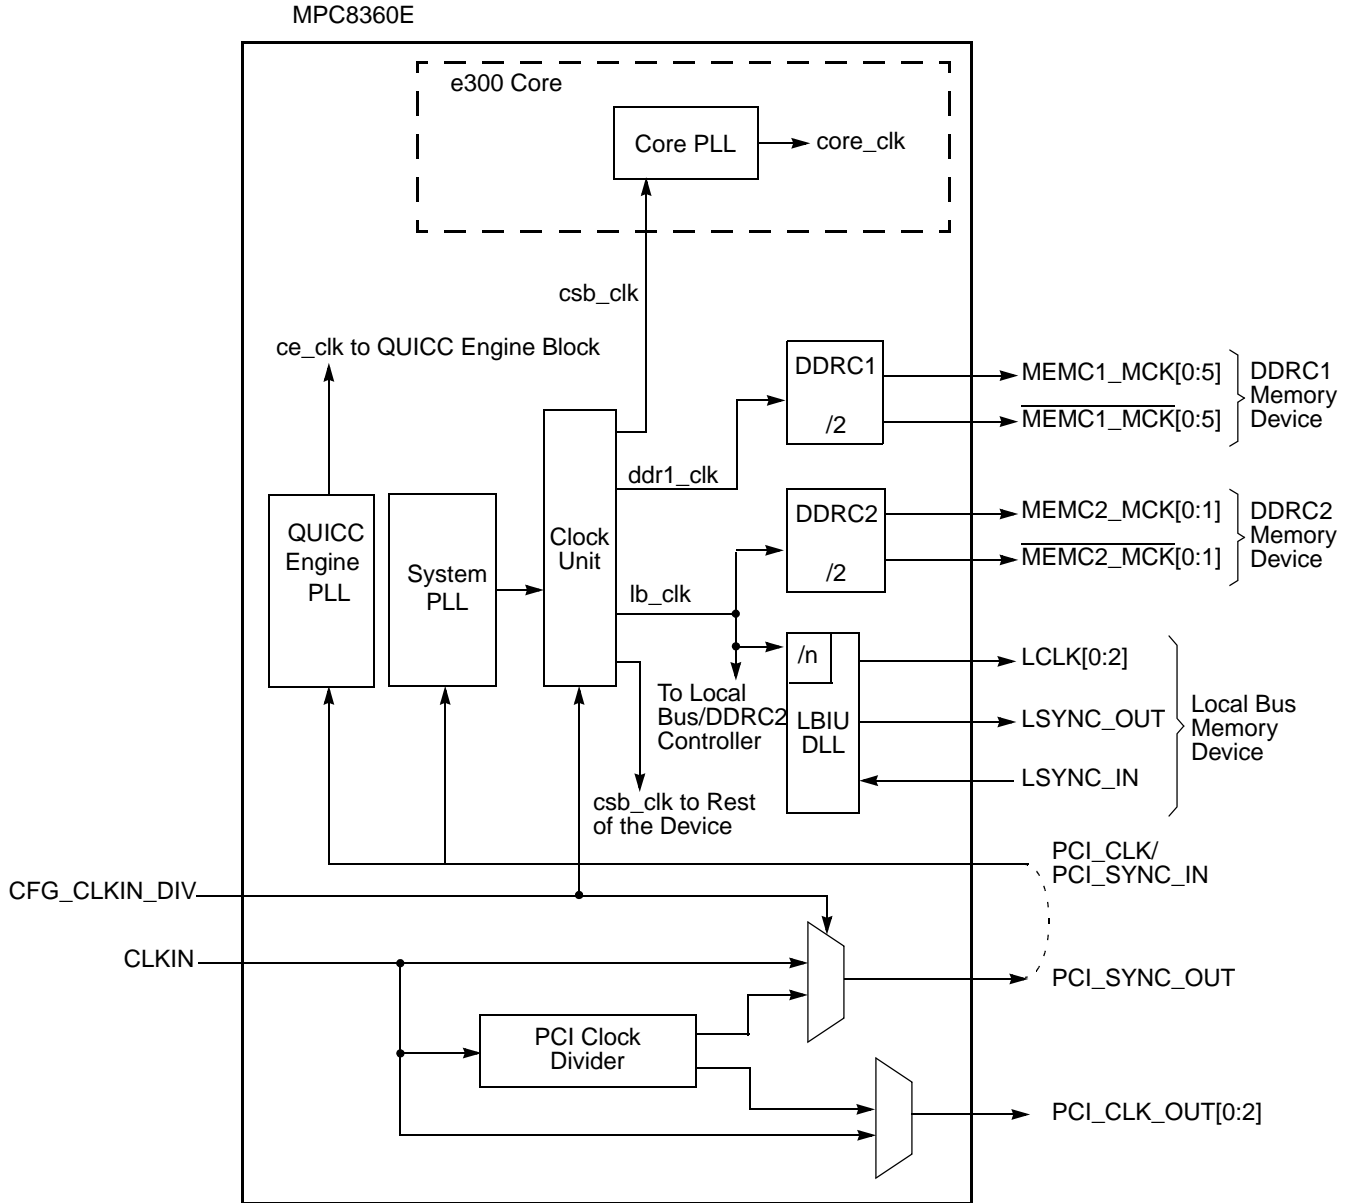 MPC8360E
e300 Core
Core PLL
core_clk
csb_clk
ce_clk to QUICC Engine Block
DDRC1
/2
MEMC1_MCK[0:5]
MEMC1_MCK[0:5]
DDRC1
Memory
Device
ddr1_clk
QUICC
Engine
PLL
System
PLL
Clock
Unit
DDRC2
/2
MEMC2_MCK[0:1]
MEMC2_MCK[0:1]
DDRC2
Memory
Device
lb_clk
/n
LBIU
DLL
LCLK[0:2]
LSYNC_OUT
LSYNC_IN
Local Bus
Memory
Device
To Local
Bus/DDRC2
Controller
csb_clk to Rest
of the Device
PCI_CLK/
PCI_SYNC_IN
CFG_CLKIN_DIV
CLKIN
PCI_SYNC_OUT
PCI Clock
Divider
PCI_CLK_OUT[0:2]